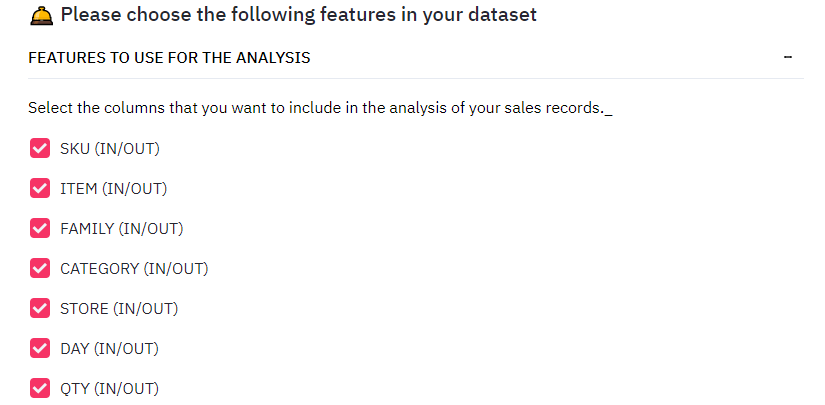 Please choose the following features in your dataset
FEATURES TO USE FOR THE ANALYSIS
Select the columns that you want to include in the analysis of your sales records._
SKU (IN/OUT)
ITEM (IN/OUT)
FAMILY (IN/OUT)
CATEGORY (IN/OUT)
STORE (IN/OUT)
DAY (IN/OUT)
QTY (IN/OUT)